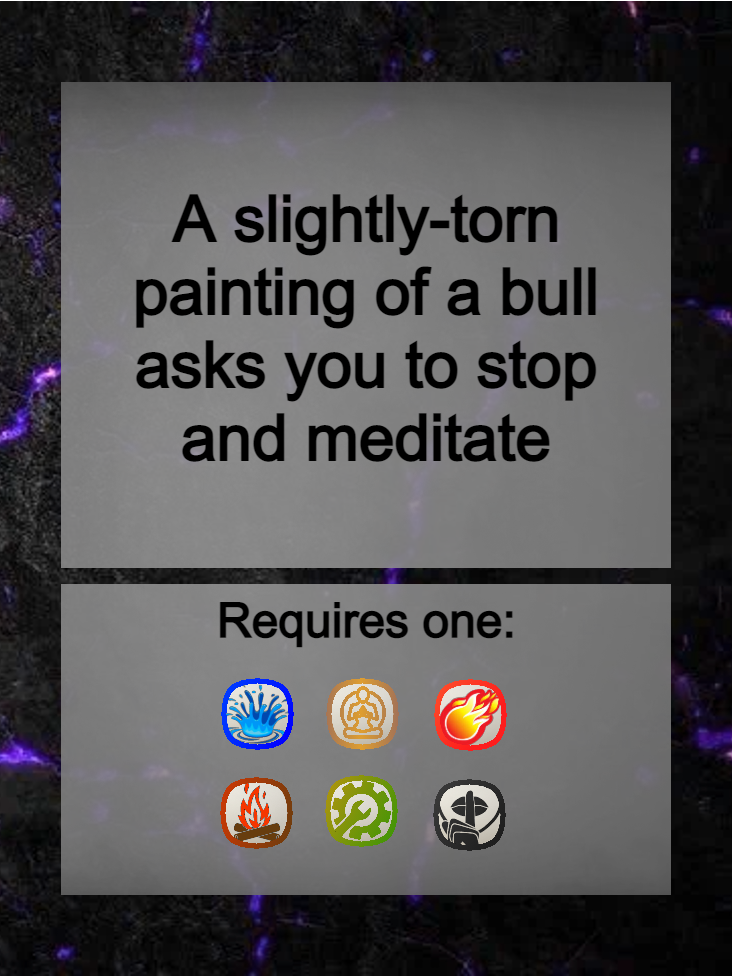 A slightly-torn
painting of a bull
asks you to stop
and meditate
Requires one: